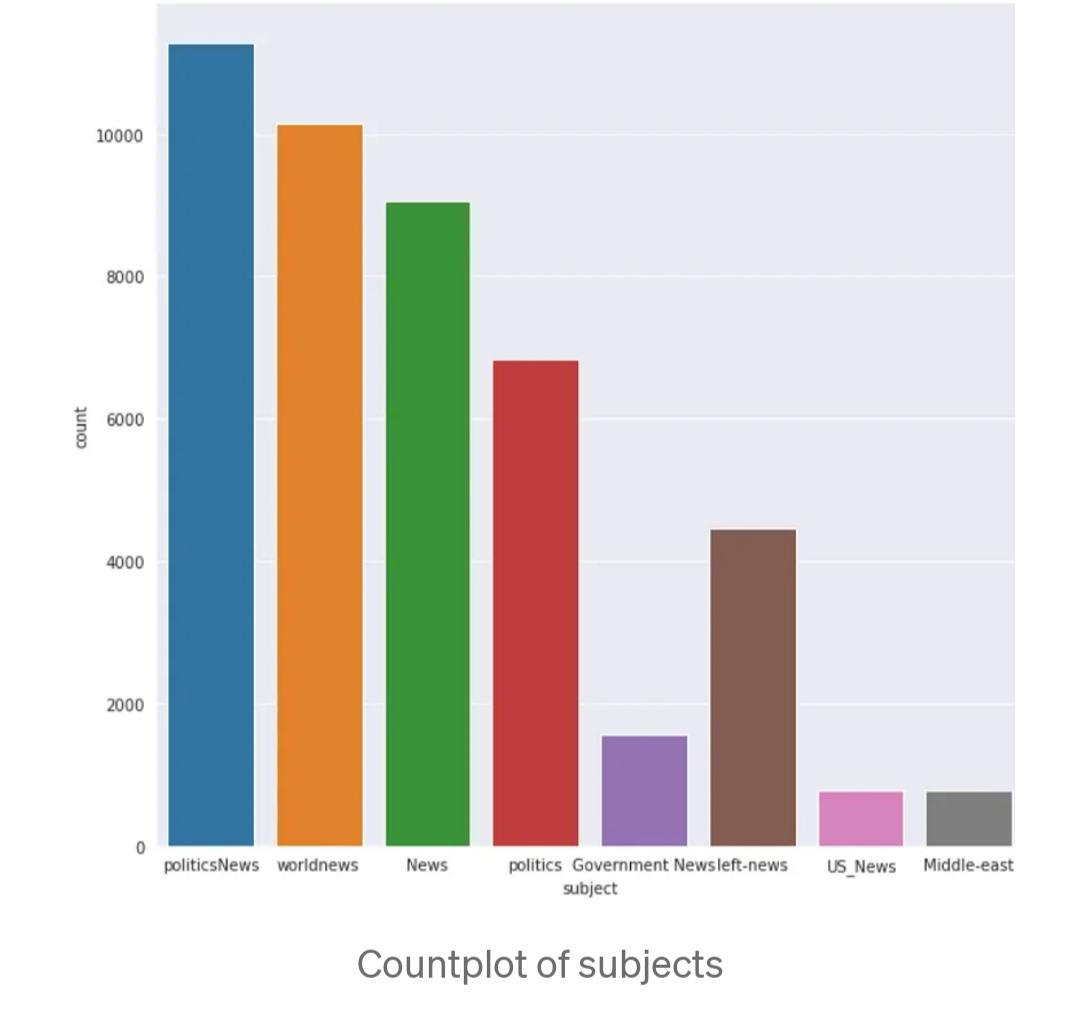 10000
8000
6000
4000
2000
0
count
politicsNews worldnews News politics Government News left-news US_News Middle-east
subject
Countplot of subjects